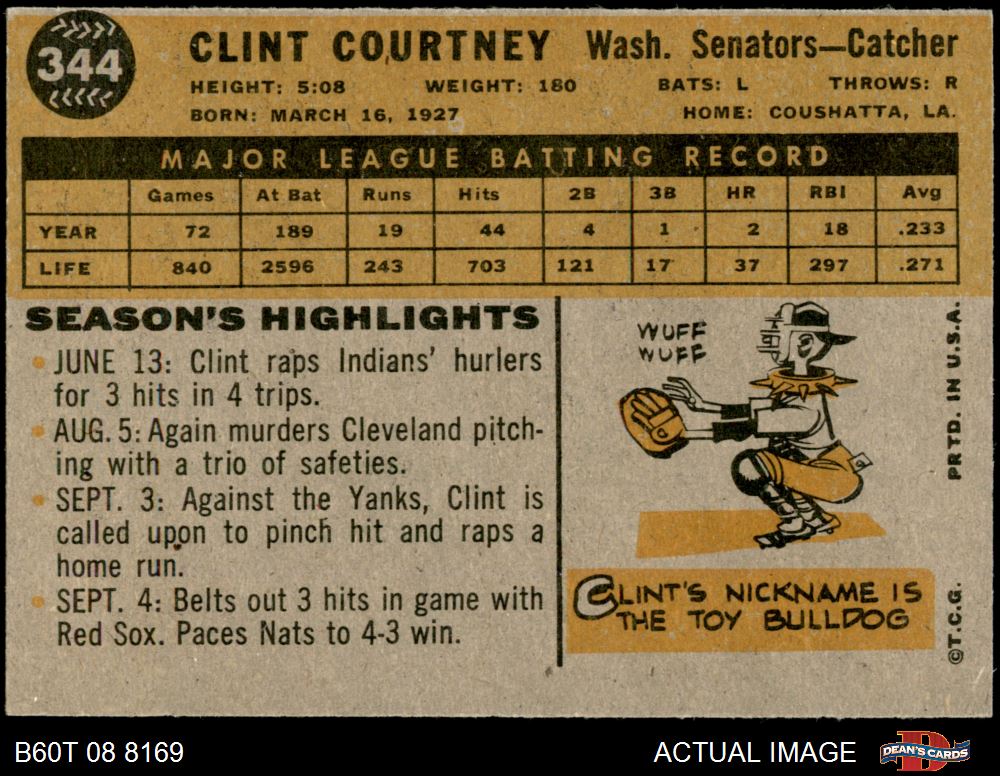 344
CLINT COURTNEY Wash. Senators—Catcher
HEIGHT: 5:08 WEIGHT: 180 BATS: L THROWS: R
BORN: MARCH 16, 1927 HOME: COUSHATTA, LA.
MAJOR LEAGUE BATTING RECORD
Games At Bat Runs Hits 2B 3B HR RBI Avg
YEAR 72 189 19 44 4 1 2 18 .233
LIFE 840 2596 243 703 121 17 37 297 .271
SEASON'S HIGHLIGHTS
• JUNE 13: Clint raps Indians' hurlers
for 3 hits in 4 trips.
• AUG. 5: Again murders Cleveland pitch-
ing with a trio of safeties.
• SEPT. 3: Against the Yanks, Clint is
called upon to pinch hit and raps a
home run.
• SEPT. 4: Belts out 3 hits in game with
Red Sox. Paces Nats to 4-3 win.
WUFF
WUFF
CLINT'S NICKNAME IS
THE TOY BULLDOG
PRTD. IN U.S.A.
©T.C.G.
B60T 08 8169
ACTUAL IMAGE
DEAN'S CARDS